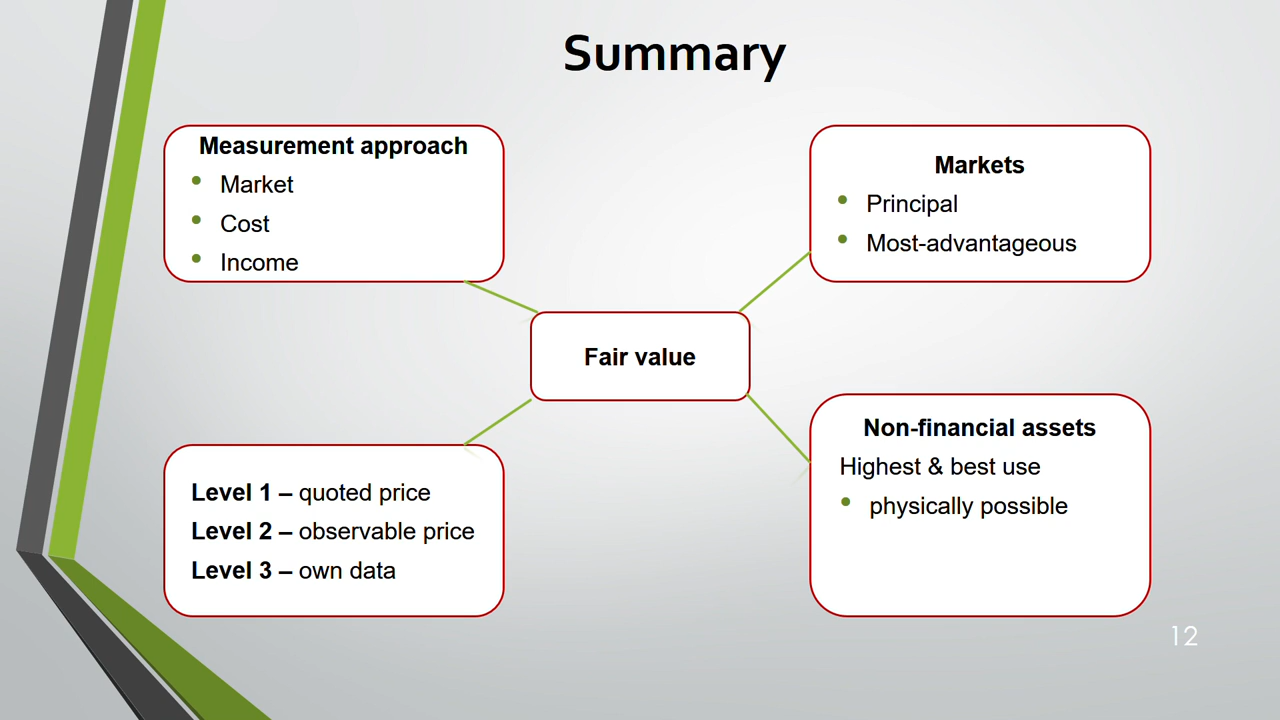 Summary
Measurement approach
• Market
• Cost
• Income
Markets
• Principal
• Most-advantageous
Fair value
Level 1 – quoted price
Level 2 – observable price
Level 3 – own data
Non-financial assets
Highest & best use
• physically possible
12